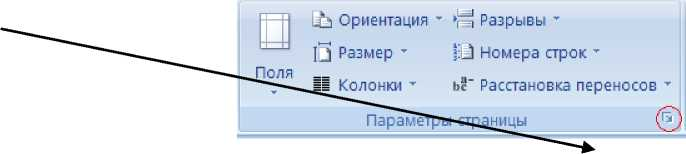 Ориентация Разрывы
Размер Номера строк
Поля Колонки Расстановка переносов
Параметры страницы